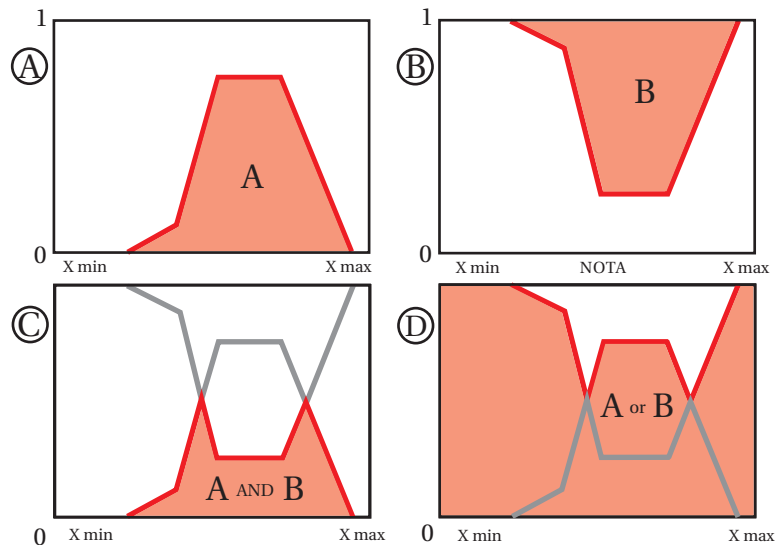 1
A
A
0
X min X max
1
B
B
0
X min NOTA X max
C
A AND B
0
X min X max
D
A or B
0
X min X max